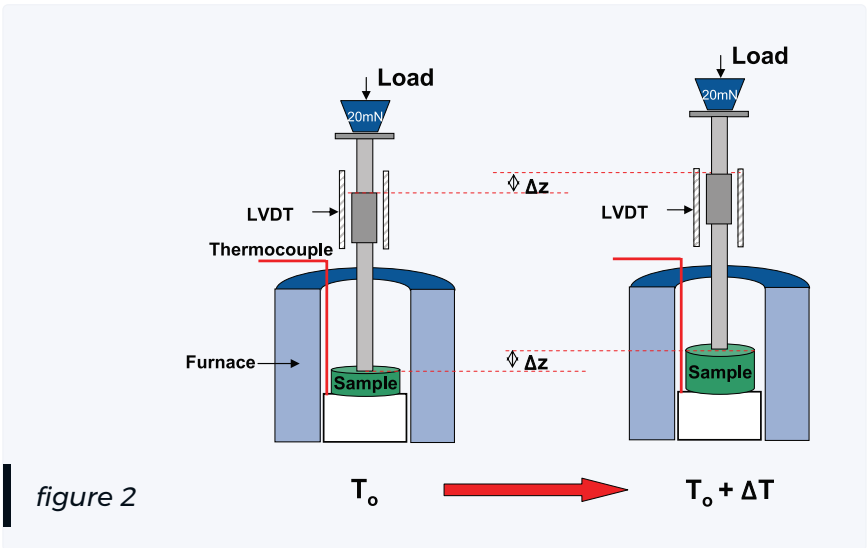 Load
20mN
Δz
LVDT
Thermocouple
Furnace
Sample
Δz
Load
20mN
LVDT
Sample
figure 2
To
To + ΔT